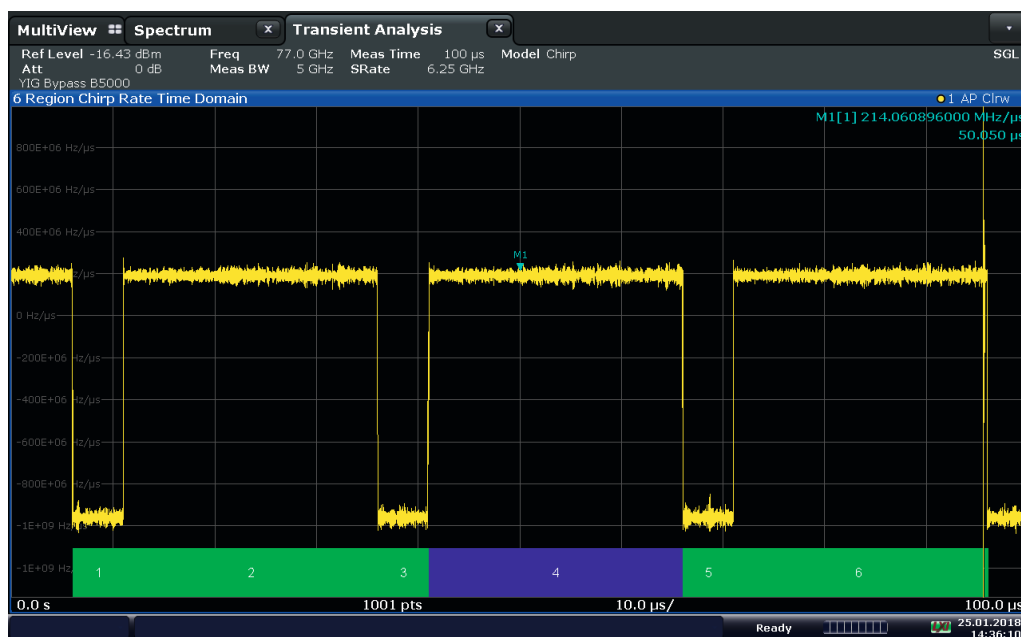 MultiView Spectrum X Transient Analysis X
Ref Level -16.43 dBm Freq 77.0 GHz Meas Time 100 µs Model Chirp SGL
Att 0 dB Meas BW 5 GHz SRate 6.25 GHz
YIG Bypass B5000
6 Region Chirp Rate Time Domain 1 AP Clrw
M1[1] 214.060896000 MHz/µs
50.050 µs
800E+06 Hz/µs
600E+06 Hz/µs
400E+06 Hz/µs
M1
Hz/µs
0 Hz/µs
-200E+06 Hz/µs
-400E+06 Hz/µs
-600E+06 Hz/µs
-800E+06 Hz/µs
-1E+09 Hz
-1E+09 Hz
1 2 3 4 5 6
0.0 s 1001 pts 10.0 µs/ 100.0 µs
Ready 25.01.2018
14:36:10